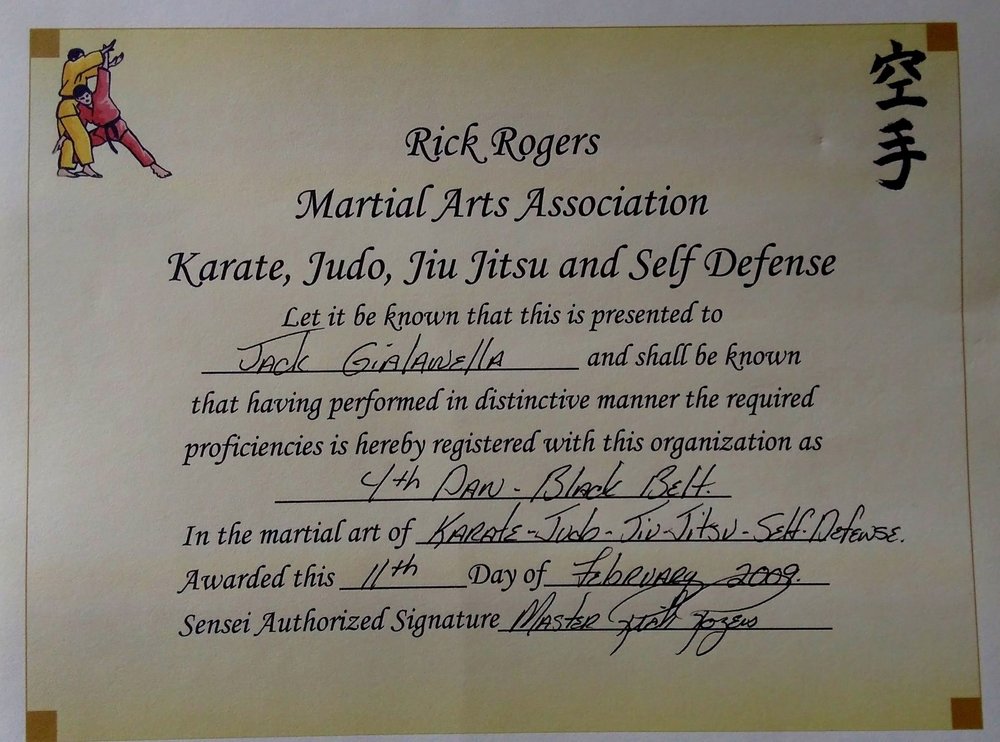 空手
Rick Rogers
Martial Arts Association
Karate, Judo, Jiu Jitsu and Self Defense
Let it be known that this is presented to
Jack Gialanella and shall be known
that having performed in distinctive manner the required
proficiencies is hereby registered with this organization as
4th Dan - Black Belt.
In the martial art of Karate-Judo-Jiu-Jitsu-Self-Defense.
Awarded this 11th Day of February 2009.
Sensei Authorized Signature Master Rick Rogers